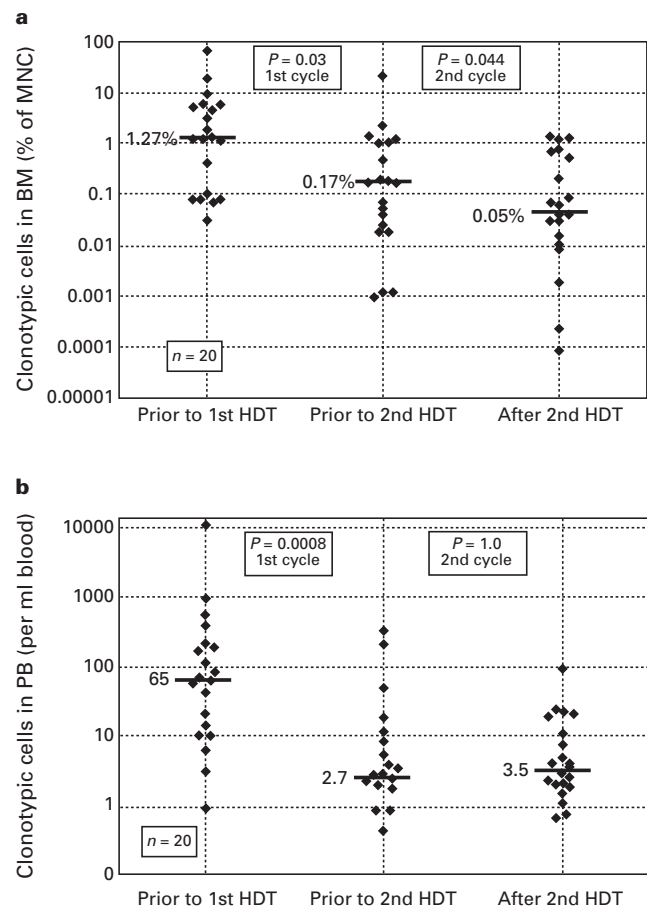 a
Clonotypic cells in BM (% of MNC)
100
10
1
0.1
0.01
0.001
0.0001
0.00001
P = 0.03
1st cycle
P = 0.044
2nd cycle
1.27%
0.17%
0.05%
n = 20
Prior to 1st HDT
Prior to 2nd HDT
After 2nd HDT
b
Clonotypic cells in PB (per ml blood)
10000
1000
100
10
1
0
P = 0.0008
1st cycle
P = 1.0
2nd cycle
65
2.7
3.5
n = 20
Prior to 1st HDT
Prior to 2nd HDT
After 2nd HDT